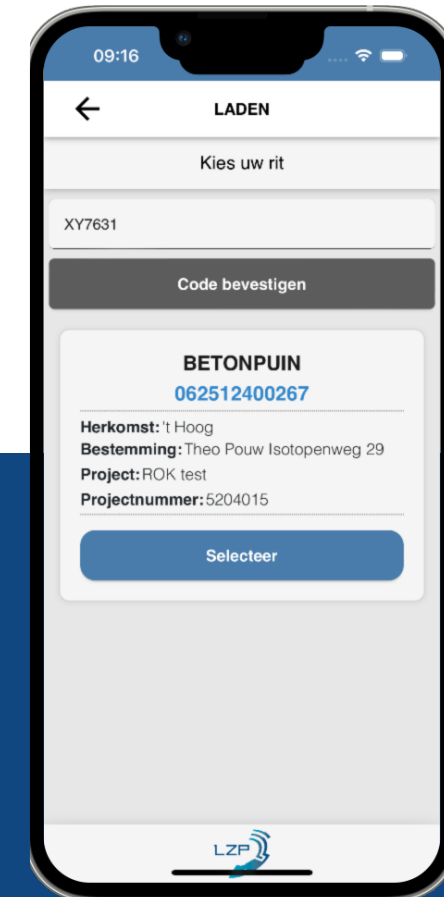 09:16
LADEN
Kies uw rit
XY7631
Code bevestigen
BETONPUIN
062512400267
Herkomst: 't Hoog
Bestemming: Theo Pouw Isotopenweg 29
Project: ROK test
Projectnummer: 5204015
Selecteer
LZP